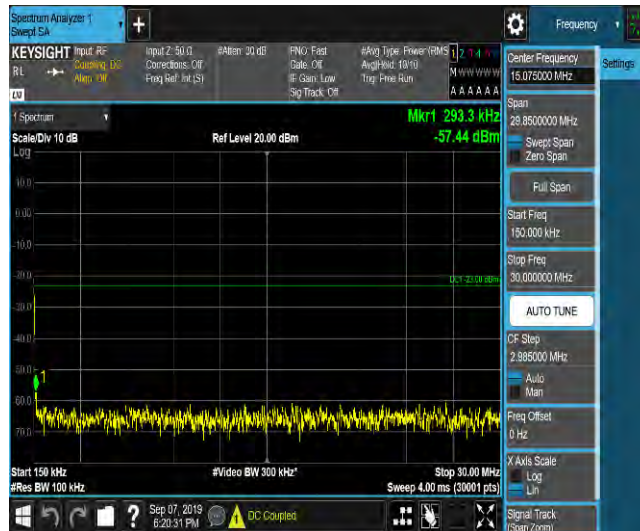 Spectrum Analyzer 1
Swept SA
Frequency
KEYSIGHT
Input: RF
Coupling: DC
Align: Off
Input Z: 50 Ω
Corrections: Off
Freq Ref: Int (S)
#Atten: 30 dB
PNO: Fast
Gate: Off
IF Gain: Low
Sig Track: Off
#Avg Type: Power (RMS
Avg|Hold: 10/10
Trig: Free Run
RL
LXI
M W W W W W
A A A A A A
1 Spectrum
Mkr1 293.3 kHz
Scale/Div 10 dB
Ref Level 20.00 dBm
-57.44 dBm
Log
10.0
0.00
-10.0
-20.0
DL1 -23.00 dBm
-40.0
-50.0
1
-60.0
-70.0
Start 150 kHz
#Video BW 300 kHz*
Stop 30.00 MHz
#Res BW 100 kHz
Sweep 4.00 ms (30001 pts)
?
Sep 07, 2019
6:20:31 PM
DC Coupled
Center Frequency
15.075000 MHz
Settings
Span
29.8500000 MHz
Swept Span
Zero Span
Full Span
Start Freq
150.000 kHz
Stop Freq
30.000000 MHz
AUTO TUNE
CF Step
2.985000 MHz
Auto
Man
Freq Offset
0 Hz
X Axis Scale
Log
Lin
Signal Track
(Span Zoom)